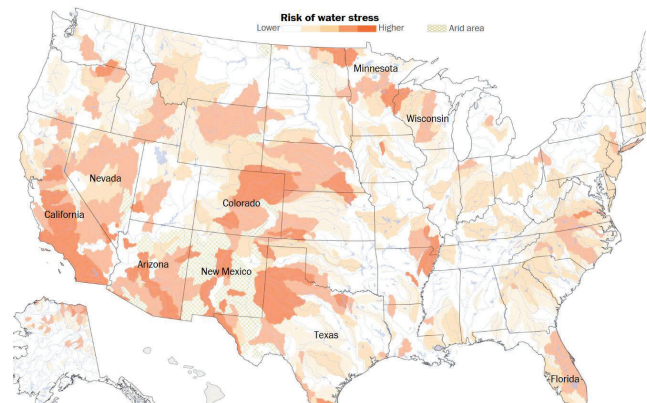 Risk of water stress
Lower Higher Arid area
Minnesota
Wisconsin
Nevada
Colorado
California
Arizona
New Mexico
Texas
Florida